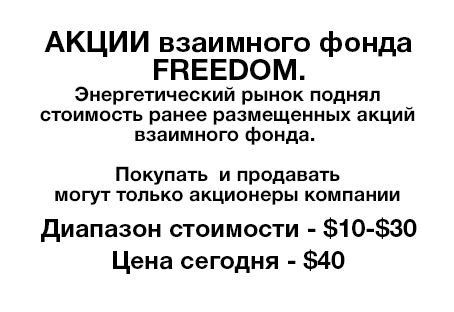 АКЦИИ взаимного фонда
FREEDOM.
Энергетический рынок поднял
стоимость ранее размещенных акций
взаимного фонда.
Покупать и продавать
могут только акционеры компании
Диапазон стоимости - $10-$30
Цена сегодня - $40